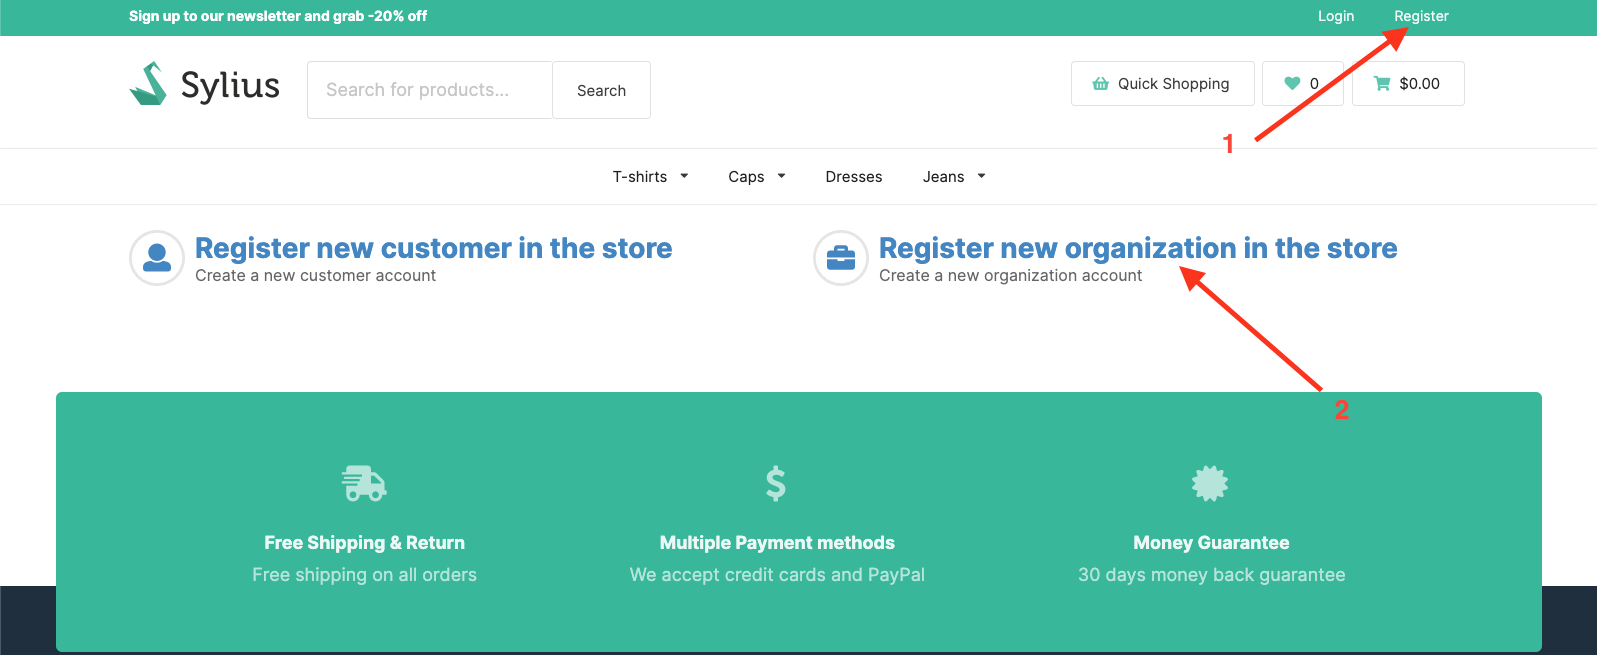 Sign up to our newsletter and grab -20% off
Login
Register
Sylius
Search for products...
Search
Quick Shopping
0
$0.00
1
T-shirts
Caps
Dresses
Jeans
Register new customer in the store
Create a new customer account
Register new organization in the store
Create a new organization account
2
Free Shipping & Return
Free shipping on all orders
Multiple Payment methods
We accept credit cards and PayPal
Money Guarantee
30 days money back guarantee